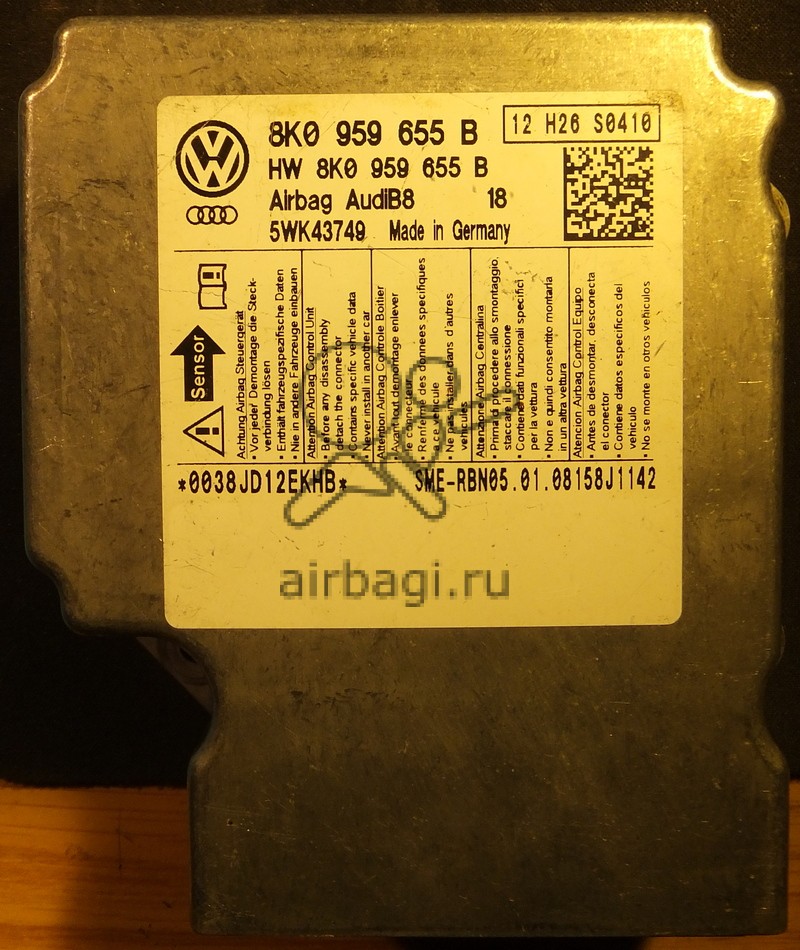 8K0 959 655 B
12 H26 S0410
HW 8K0 959 655 B
Airbag AudiB8 18
5WK43749 Made in Germany
Sensor
Achtung Airbag Steuergerät
• Vor jeder Demontage die Steck-
verbindung lösen
• Enthält fahrzeugspezifische Daten
• Nie in andere Fahrzeuge einbauen
Attention Airbag Control Unit
• Before any disassembly
detach the connector
• Contains specific vehicle data
• Never install in another car
Attention Airbag Controle Boîtier
• Avant tout demontage enlever
le connecteur
• Renferme des donnees specifiques
a ce vehicule
• Ne pas installer dans d'autres
vehicules
Attenzione Airbag Centralina
• Prima di procedere allo smontaggio,
staccare il connessione
• Contiene dati funzionali specifici
per la vettura
• Non e quindi consentito montarla
in un altra vettura
Atencion Airbag Control Equipo
• Antes de desmontar, desconecta
el conector
• Contiene datos especificos del
vehiculo
• No se monte en otros vehiculos
*0038JD12EKHB*
SME-RBN05.01.08158J1142
airbagi.ru